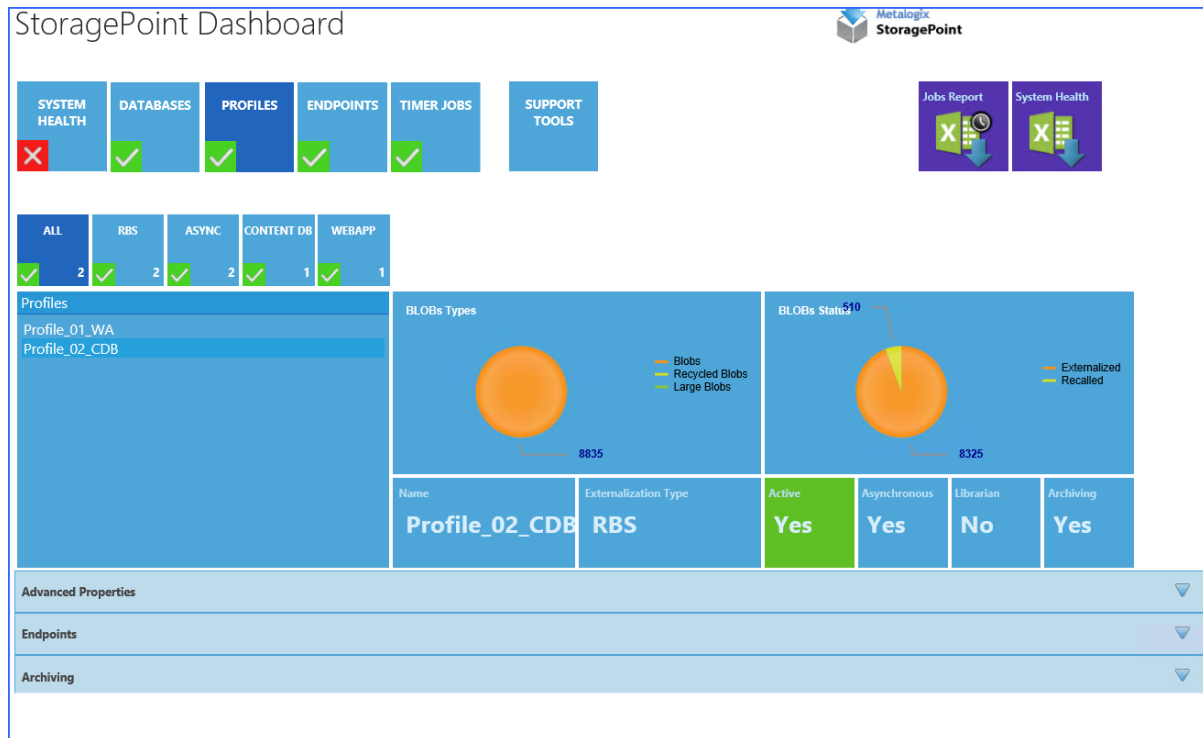 StoragePoint Dashboard
Metalogix
StoragePoint
SYSTEM
HEALTH
DATABASES
PROFILES
ENDPOINTS
TIMER JOBS
SUPPORT
TOOLS
Jobs Report
System Health
ALL
2
RBS
2
ASYNC
2
CONTENT DB
1
WEBAPP
1
Profiles
Profile_01_WA
Profile_02_CDB
BLOBs Types
Blobs
Recycled Blobs
Large Blobs
8835
BLOBs Status
510
Externalized
Recalled
8325
Name
Profile_02_CDB
Externalization Type
RBS
Active
Yes
Asynchronous
Yes
Librarian
No
Archiving
Yes
Advanced Properties
Endpoints
Archiving